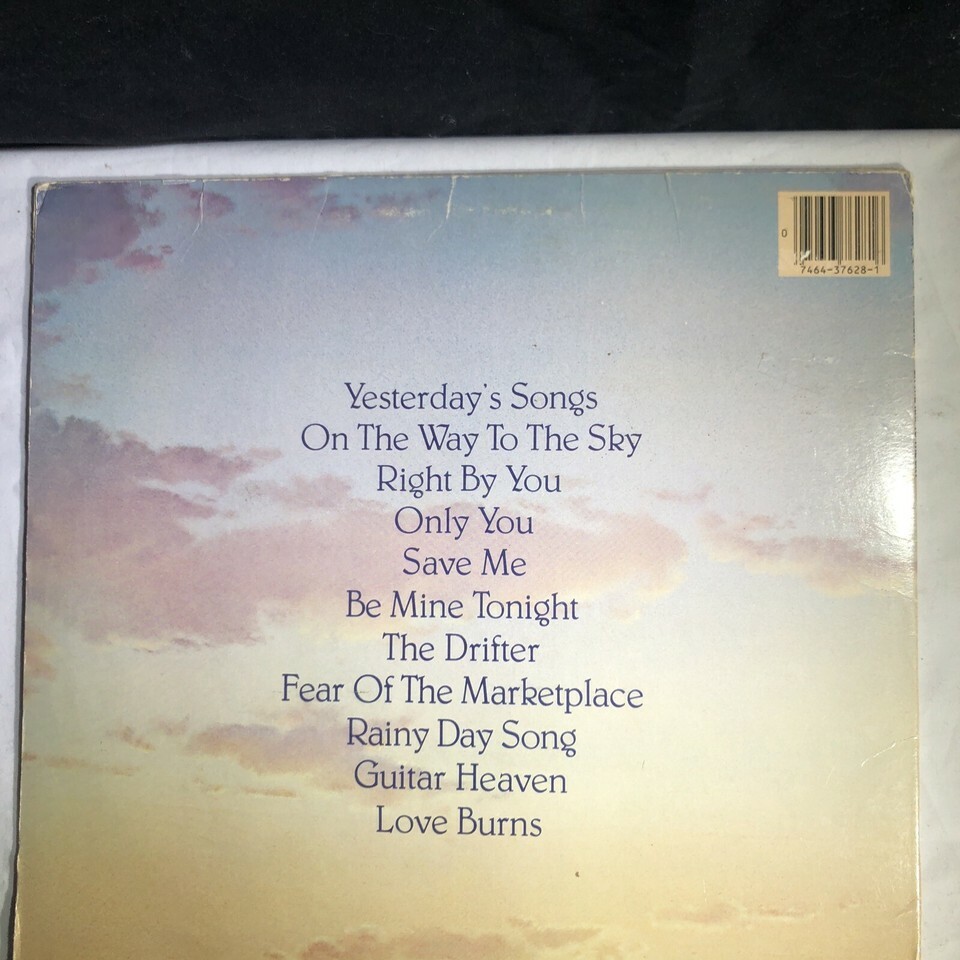 0
7464-37628-1
Yesterday's Songs
On The Way To The Sky
Right By You
Only You
Save Me
Be Mine Tonight
The Drifter
Fear Of The Marketplace
Rainy Day Song
Guitar Heaven
Love Burns